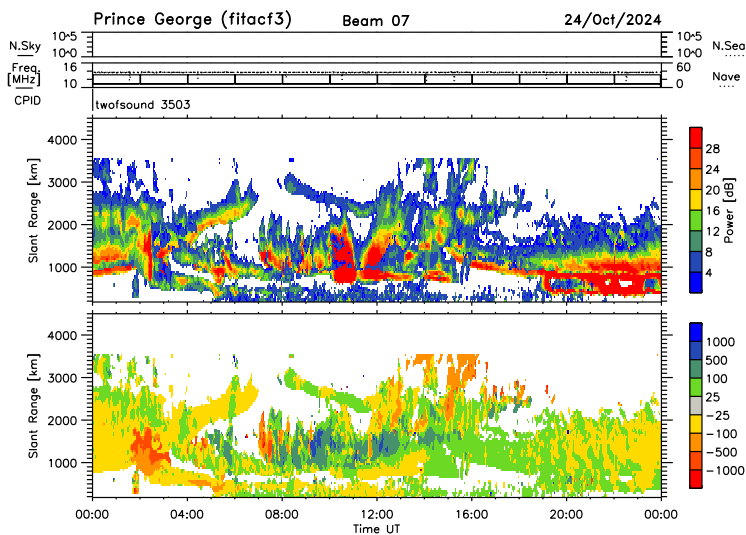 Prince George (fitacf3) Beam 07 24/Oct/2024
10^5 10^5
N.Sky N.Sea
10^0 10^0
Freq. 16 60
[MHz] Nave
10 0
CPID twofsound 3503
4000
3000
2000
1000
Slant Range [km]
28
24
20
16
12
8
4
Power [dB]
4000
3000
2000
1000
Slant Range [km]
1000
500
100
25
-25
-100
-500
-1000
00:00 04:00 08:00 12:00 16:00 20:00 00:00
Time UT